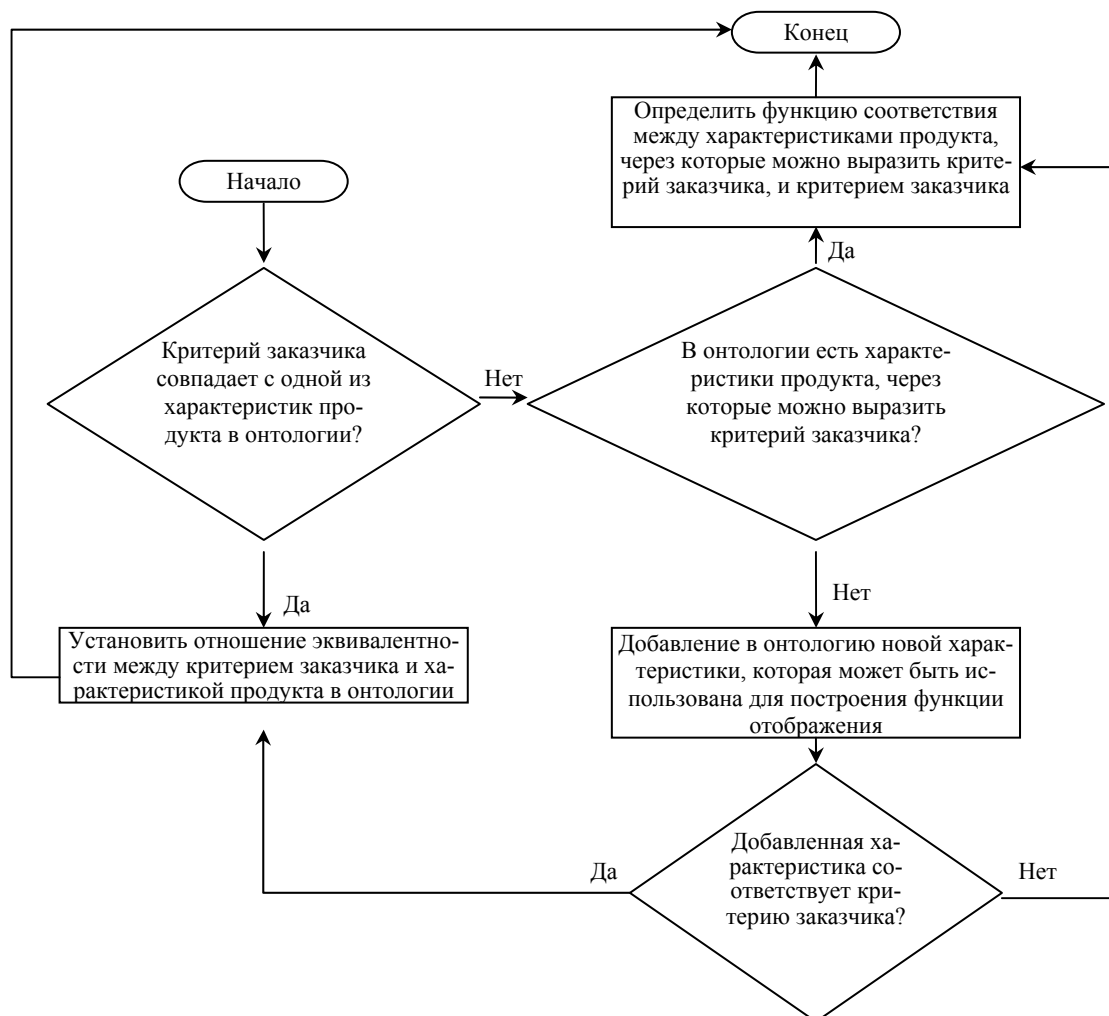 Конец
Определить функцию соответствия
между характеристиками продукта,
через которые можно выразить крите-
рий заказчика, и критерием заказчика
Начало
Да
Критерий заказчика
совпадает с одной из
характеристик про-
дукта в онтологии?
Нет
В онтологии есть характе-
ристики продукта, через
которые можно выразить
критерий заказчика?
Да
Нет
Установить отношение эквивалентно-
сти между критерием заказчика и ха-
рактеристикой продукта в онтологии
Добавление в онтологию новой харак-
теристики, которая может быть ис-
пользована для построения функции
отображения
Добавленная ха-
рактеристика со-
ответствует кри-
терию заказчика?
Да
Нет